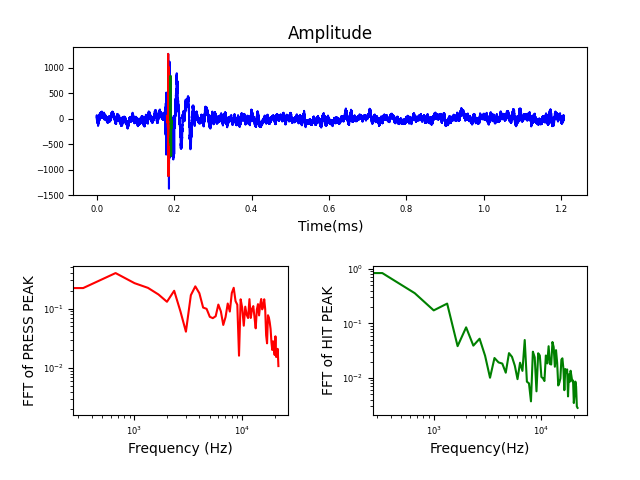 Amplitude
1000
500
0
−500
−1000
−1500
0.0 0.2 0.4 0.6 0.8 1.0 1.2
Time(ms)
FFT of PRESS PEAK
10⁻¹
10⁻²
10³ 10⁴
Frequency (Hz)
FFT of HIT PEAK
10⁰
10⁻¹
10⁻²
10³ 10⁴
Frequency(Hz)